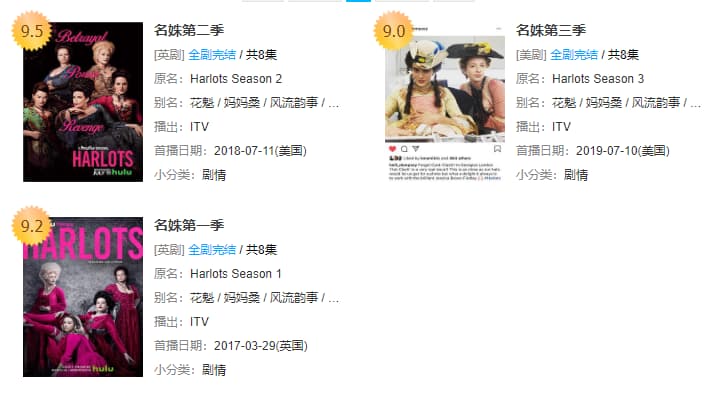 9.5
Betrayal
Power
Revenge
HARLOTS
hulu
名姝第二季
[英剧] 全剧完结 / 共8集
原名：Harlots Season 2
别名：花魁 / 妈妈桑 / 风流韵事 / ...
播出：ITV
首播日期：2018-07-11(美国)
小分类：剧情
9.0
名姝第三季
[美剧] 全剧完结 / 共8集
原名：Harlots Season 3
别名：花魁 / 妈妈桑 / 风流韵事 / ...
播出：ITV
首播日期：2019-07-10(美国)
小分类：剧情
9.2
HARLOTS
hulu
名姝第一季
[英剧] 全剧完结 / 共8集
原名：Harlots Season 1
别名：花魁 / 妈妈桑 / 风流韵事 / ...
播出：ITV
首播日期：2017-03-29(英国)
小分类：剧情